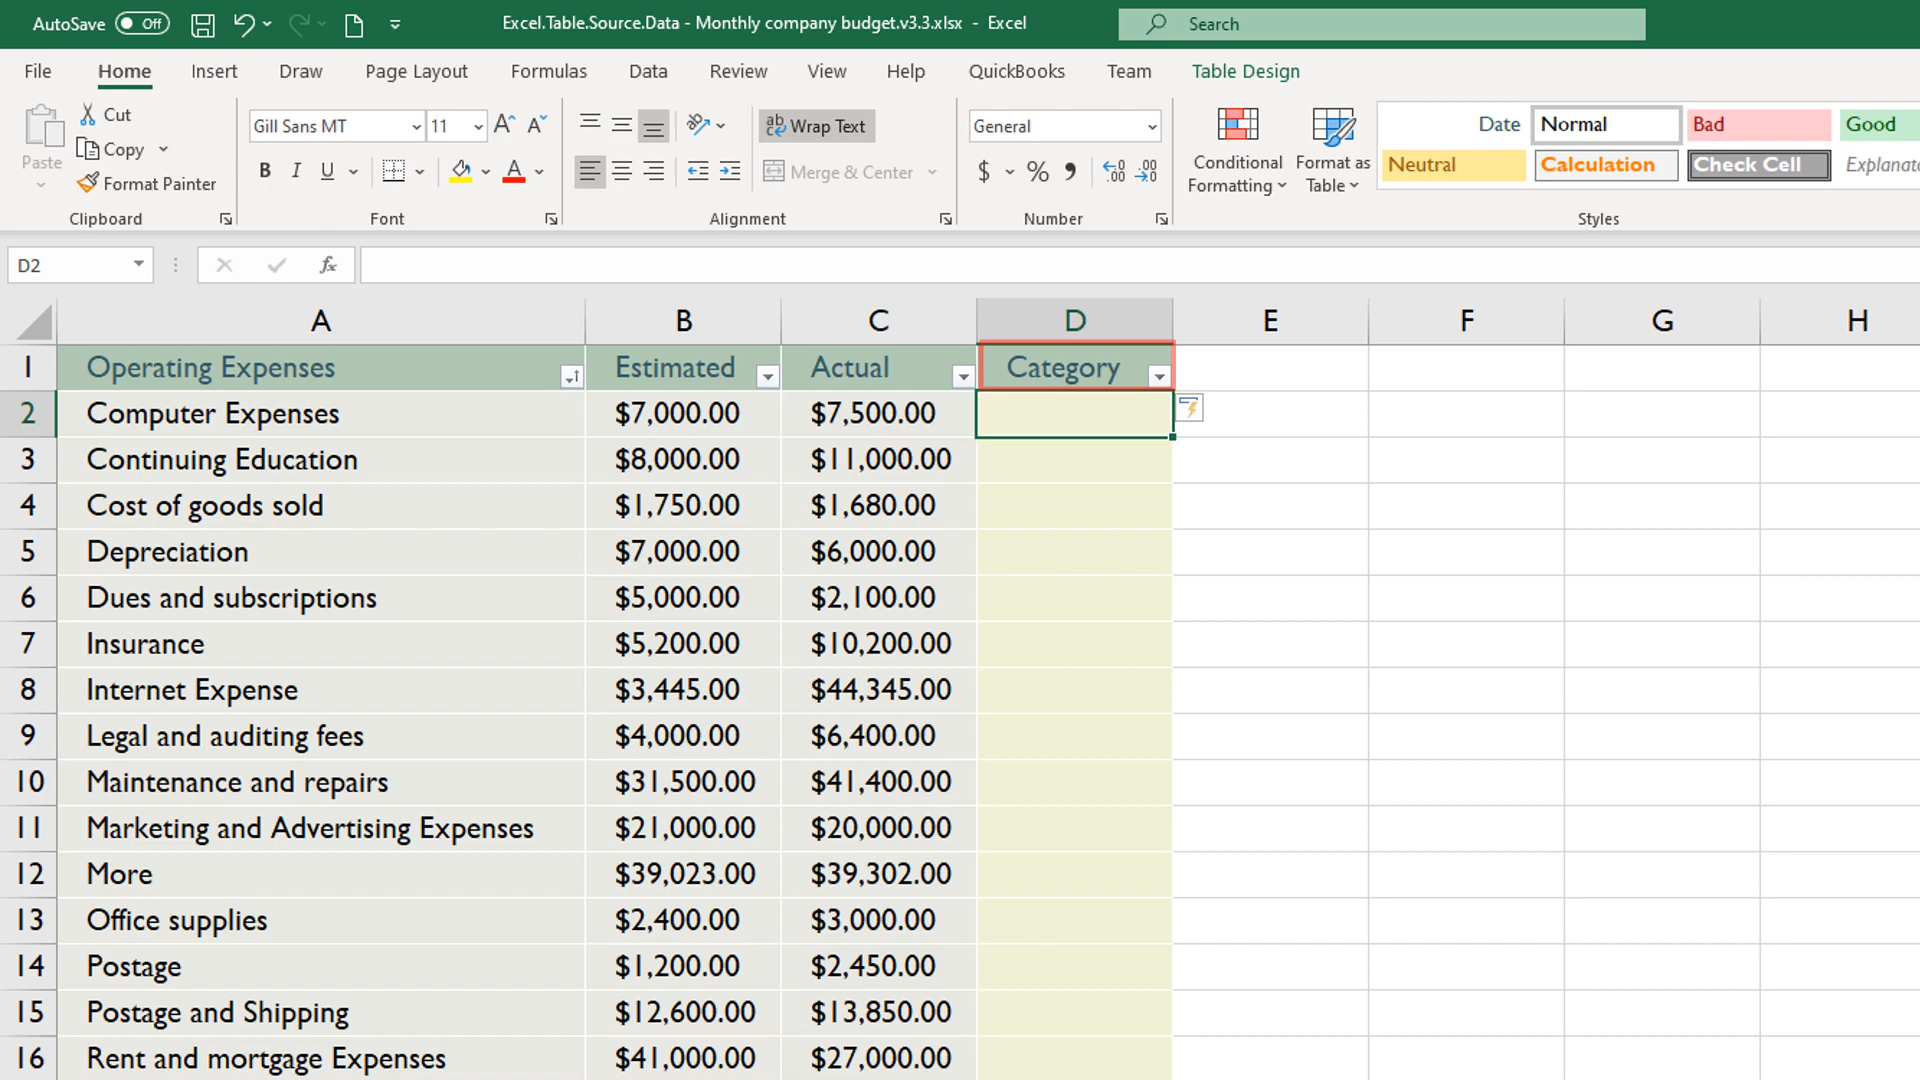 AutoSave Off Excel.Table.Source.Data - Monthly company budget.v3.3.xlsx - Excel Search
File Home Insert Draw Page Layout Formulas Data Review View Help QuickBooks Team Table Design
Paste
Cut
Copy
Format Painter
Clipboard
Gill Sans MT 11 A A
B I U A
Font
ab Wrap Text
Merge & Center
Alignment
General
$ % , .00 .00
Number
Conditional Formatting
Format as Table
Date Normal Bad Good
Neutral Calculation Check Cell Explana
Styles
D2 fx
A B C D E F G H
1 Operating Expenses Estimated Actual Category
2 Computer Expenses $7,000.00 $7,500.00
3 Continuing Education $8,000.00 $11,000.00
4 Cost of goods sold $1,750.00 $1,680.00
5 Depreciation $7,000.00 $6,000.00
6 Dues and subscriptions $5,000.00 $2,100.00
7 Insurance $5,200.00 $10,200.00
8 Internet Expense $3,445.00 $44,345.00
9 Legal and auditing fees $4,000.00 $6,400.00
10 Maintenance and repairs $31,500.00 $41,400.00
11 Marketing and Advertising Expenses $21,000.00 $20,000.00
12 More $39,023.00 $39,302.00
13 Office supplies $2,400.00 $3,000.00
14 Postage $1,200.00 $2,450.00
15 Postage and Shipping $12,600.00 $13,850.00
16 Rent and mortgage Expenses $41,000.00 $27,000.00